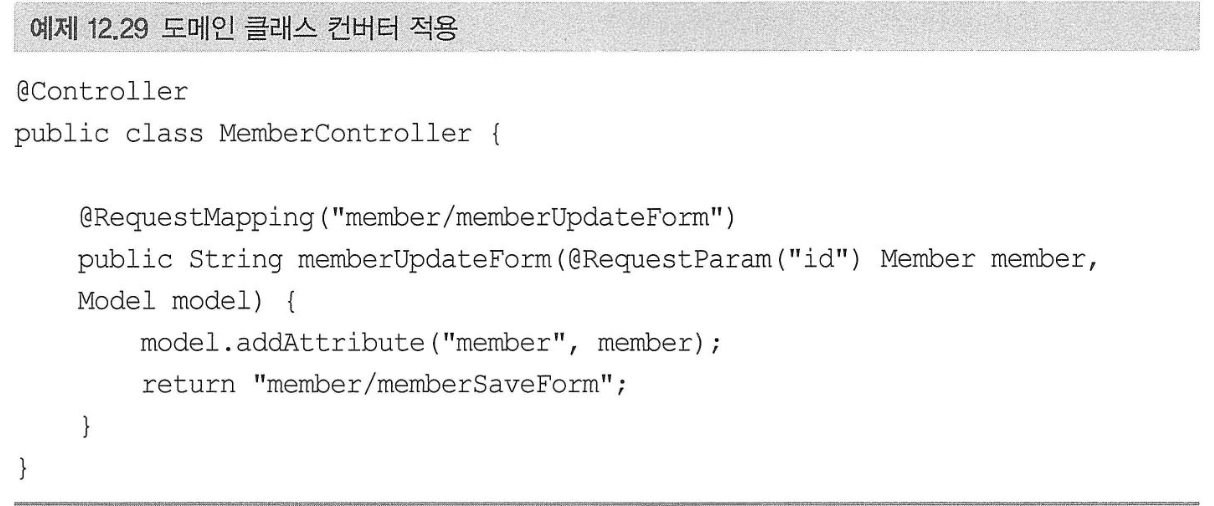 예제 12.29 도메인 클래스 컨버터 적용
@Controller
public class MemberController {
    @RequestMapping("member/memberUpdateForm")
    public String memberUpdateForm(@RequestParam("id") Member member,
    Model model) {
        model.addAttribute("member", member);
        return "member/memberSaveForm";
    }
}